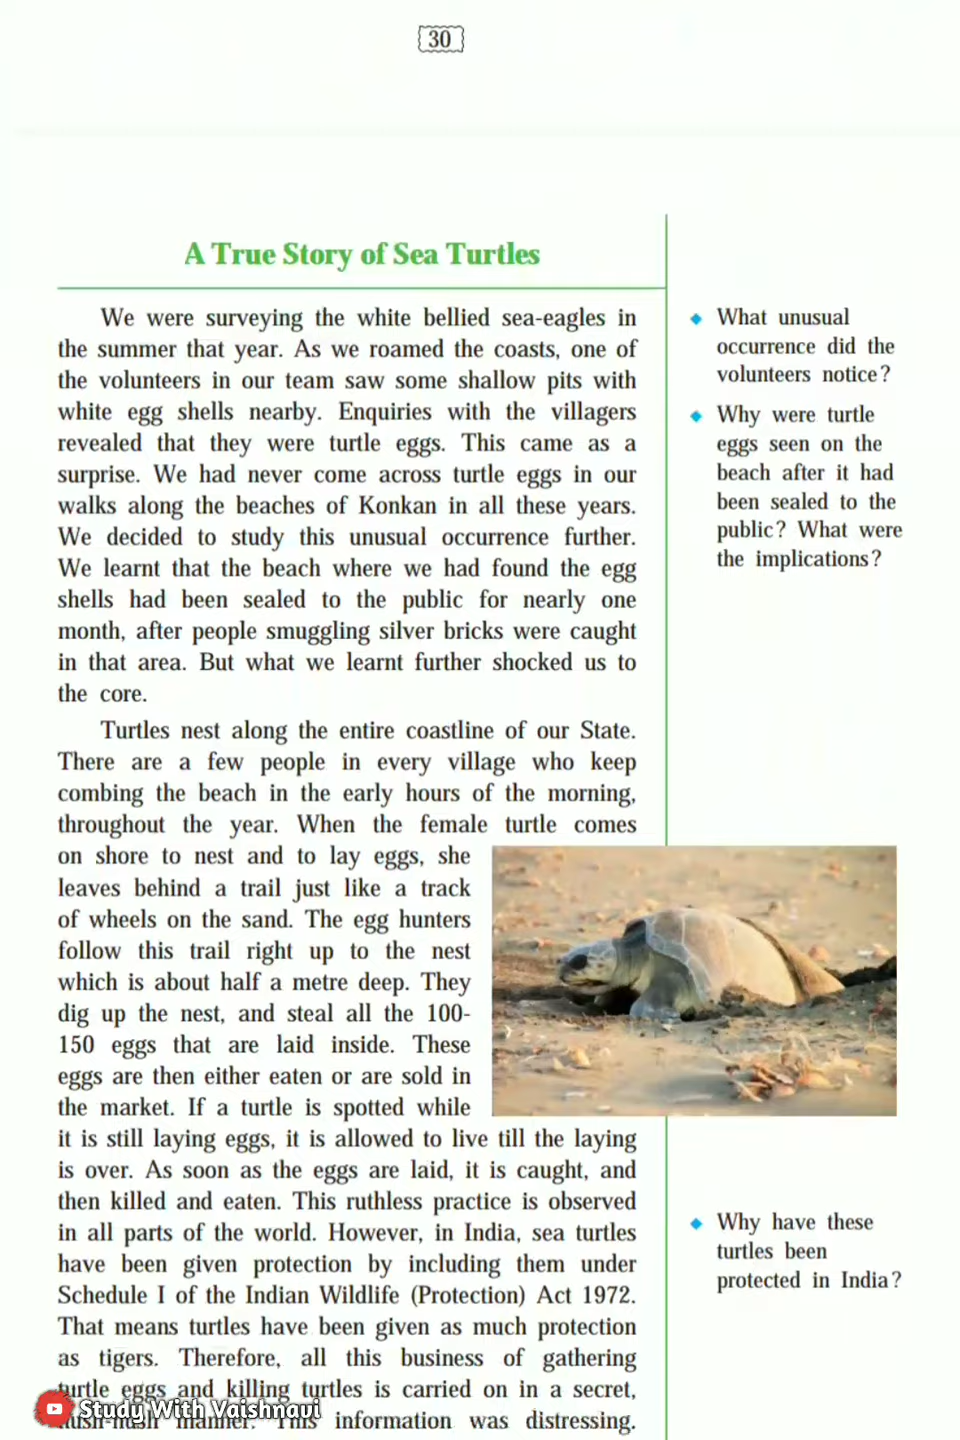 30
A True Story of Sea Turtles
We were surveying the white bellied sea-eagles in
the summer that year. As we roamed the coasts, one of
the volunteers in our team saw some shallow pits with
white egg shells nearby. Enquiries with the villagers
revealed that they were turtle eggs. This came as a
surprise. We had never come across turtle eggs in our
walks along the beaches of Konkan in all these years.
We decided to study this unusual occurrence further.
We learnt that the beach where we had found the egg
shells had been sealed to the public for nearly one
month, after people smuggling silver bricks were caught
in that area. But what we learnt further shocked us to
the core.
Turtles nest along the entire coastline of our State.
There are a few people in every village who keep
combing the beach in the early hours of the morning,
throughout the year. When the female turtle comes
on shore to nest and to lay eggs, she
leaves behind a trail just like a track
of wheels on the sand. The egg hunters
follow this trail right up to the nest
which is about half a metre deep. They
dig up the nest, and steal all the 100-
150 eggs that are laid inside. These
eggs are then either eaten or are sold in
the market. If a turtle is spotted while
it is still laying eggs, it is allowed to live till the laying
is over. As soon as the eggs are laid, it is caught, and
then killed and eaten. This ruthless practice is observed
in all parts of the world. However, in India, sea turtles
have been given protection by including them under
Schedule I of the Indian Wildlife (Protection) Act 1972.
That means turtles have been given as much protection
as tigers. Therefore, all this business of gathering
turtle eggs and killing turtles is carried on in a secret,
hush-hush manner. This information was distressing.
What unusual
occurrence did the
volunteers notice?
Why were turtle
eggs seen on the
beach after it had
been sealed to the
public? What were
the implications?
Why have these
turtles been
protected in India?
Study With Vaishnavi